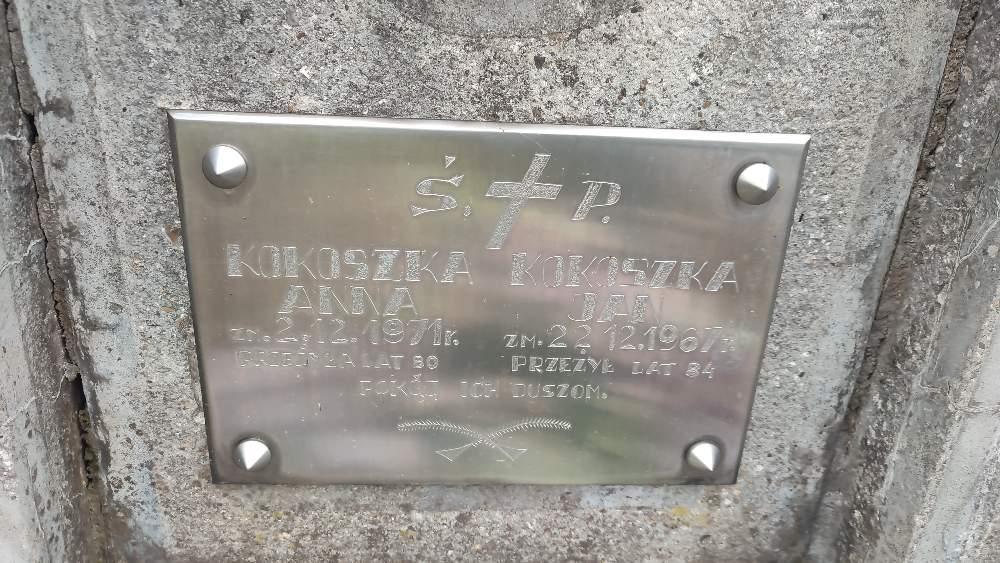 Ś. P.
KOKOSZKA KOKOSZKA
ANNA JAN
ZM. 2.12.1971 r. ZM. 22 12.1967 r.
PRZEŻYŁA LAT 80 PRZEŻYŁ LAT 84
POKÓJ ICH DUSZOM.